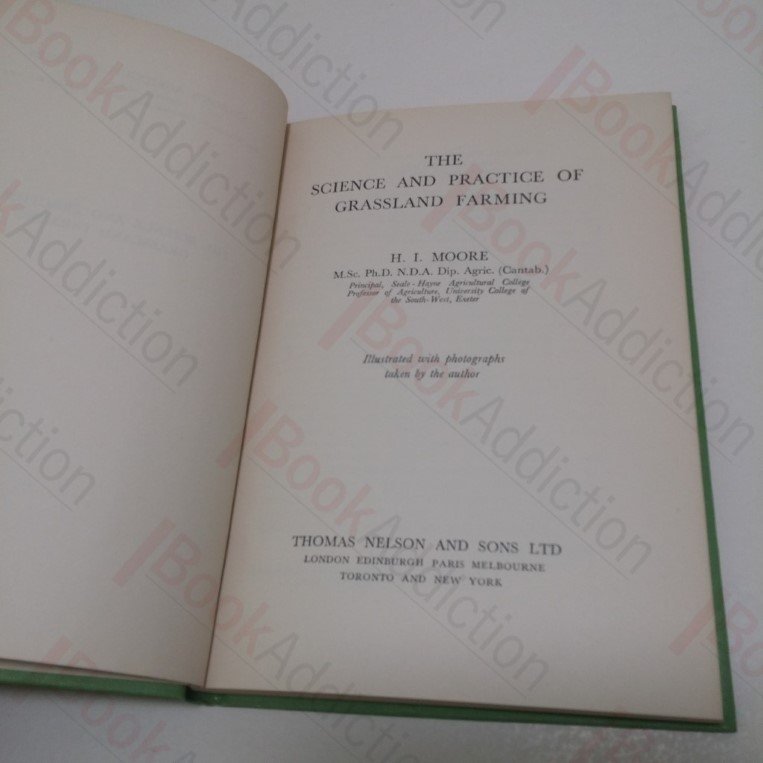 THE
SCIENCE AND PRACTICE OF
GRASSLAND FARMING
H. I. MOORE
M.Sc. Ph.D. N.D.A. Dip. Agric. (Cantab.)
Principal, Seale-Hayne Agricultural College
Professor of Agriculture, University College of
the South-West, Exeter
Illustrated with photographs
taken by the author
THOMAS NELSON AND SONS LTD
LONDON EDINBURGH PARIS MELBOURNE
TORONTO AND NEW YORK
BookAddiction